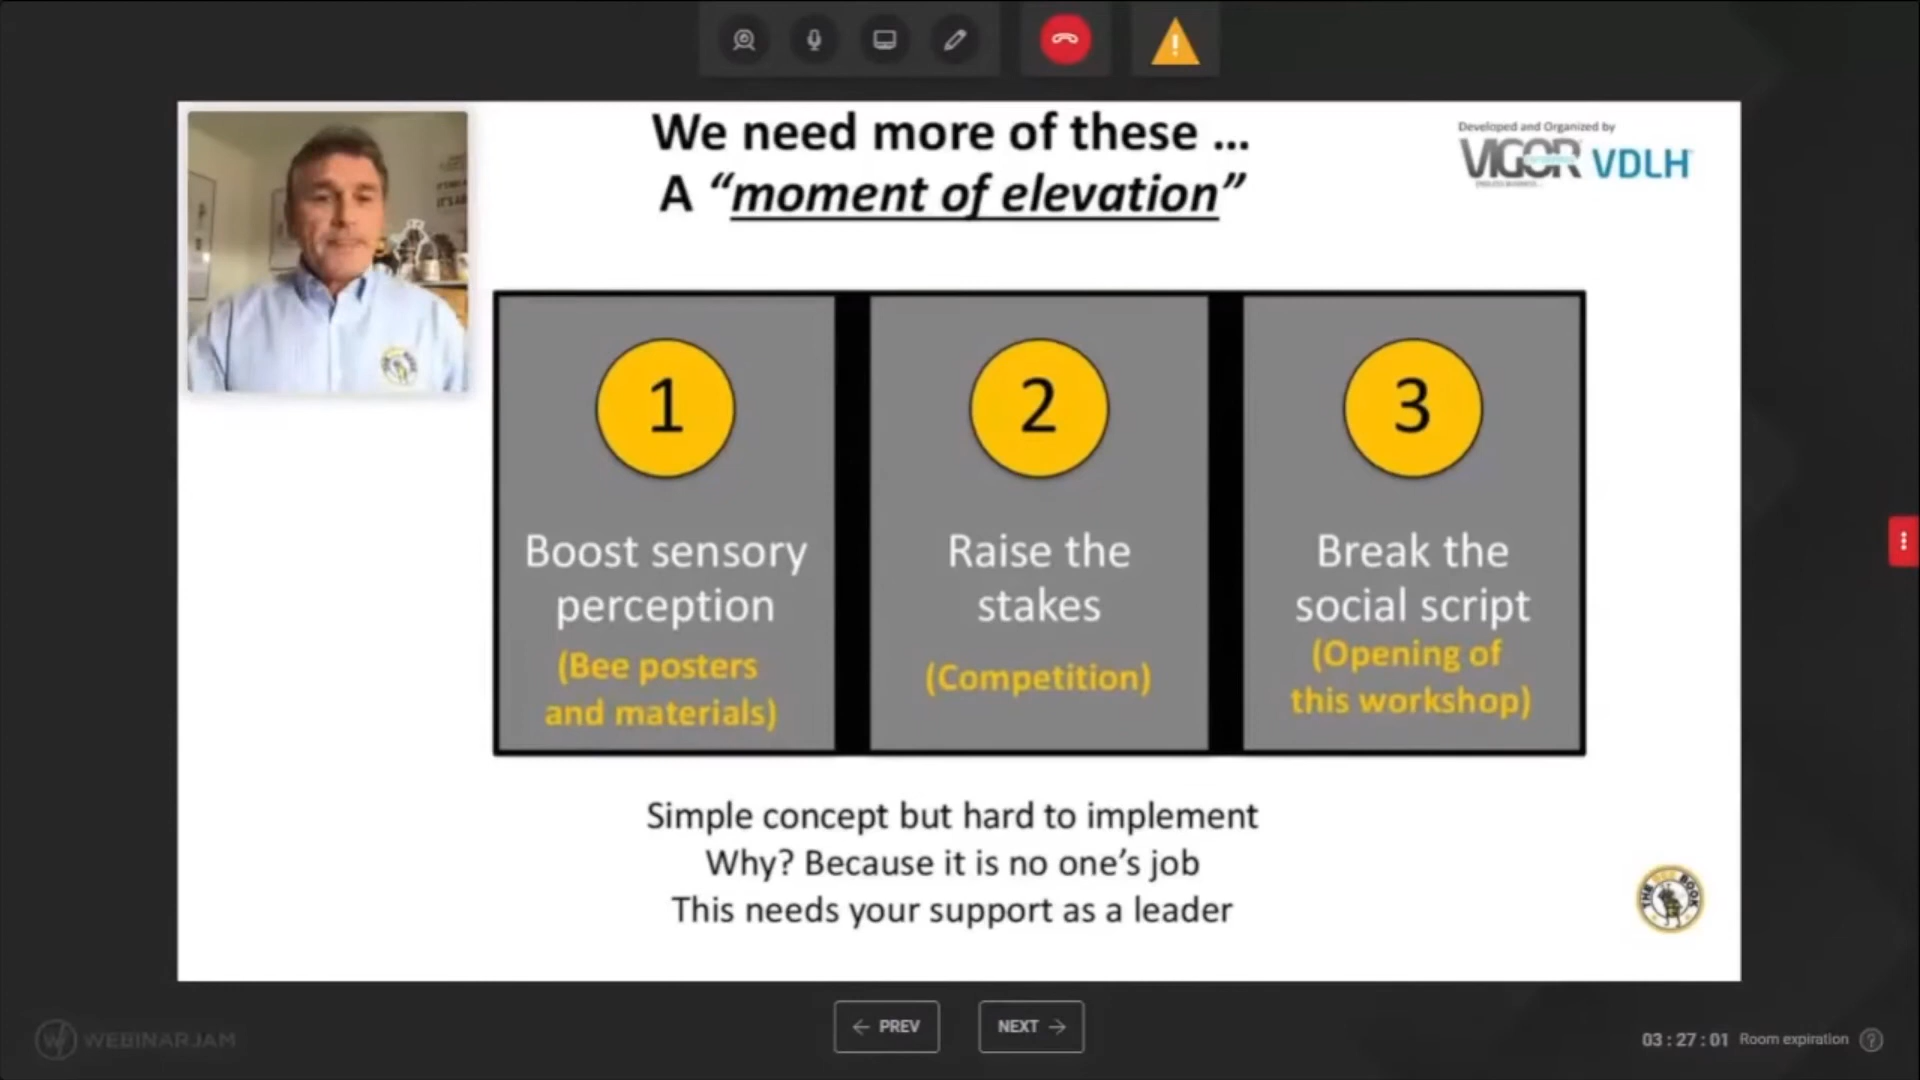 We need more of these ...
A “moment of elevation”
Developed and Organized by
VIGOR VDLH
1
Boost sensory
perception
(Bee posters
and materials)
2
Raise the
stakes
(Competition)
3
Break the
social script
(Opening of
this workshop)
Simple concept but hard to implement
Why? Because it is no one’s job
This needs your support as a leader
THE BEE BOOK
← PREV
NEXT →
WEBINARJAM
03:27:01 Room expiration ?